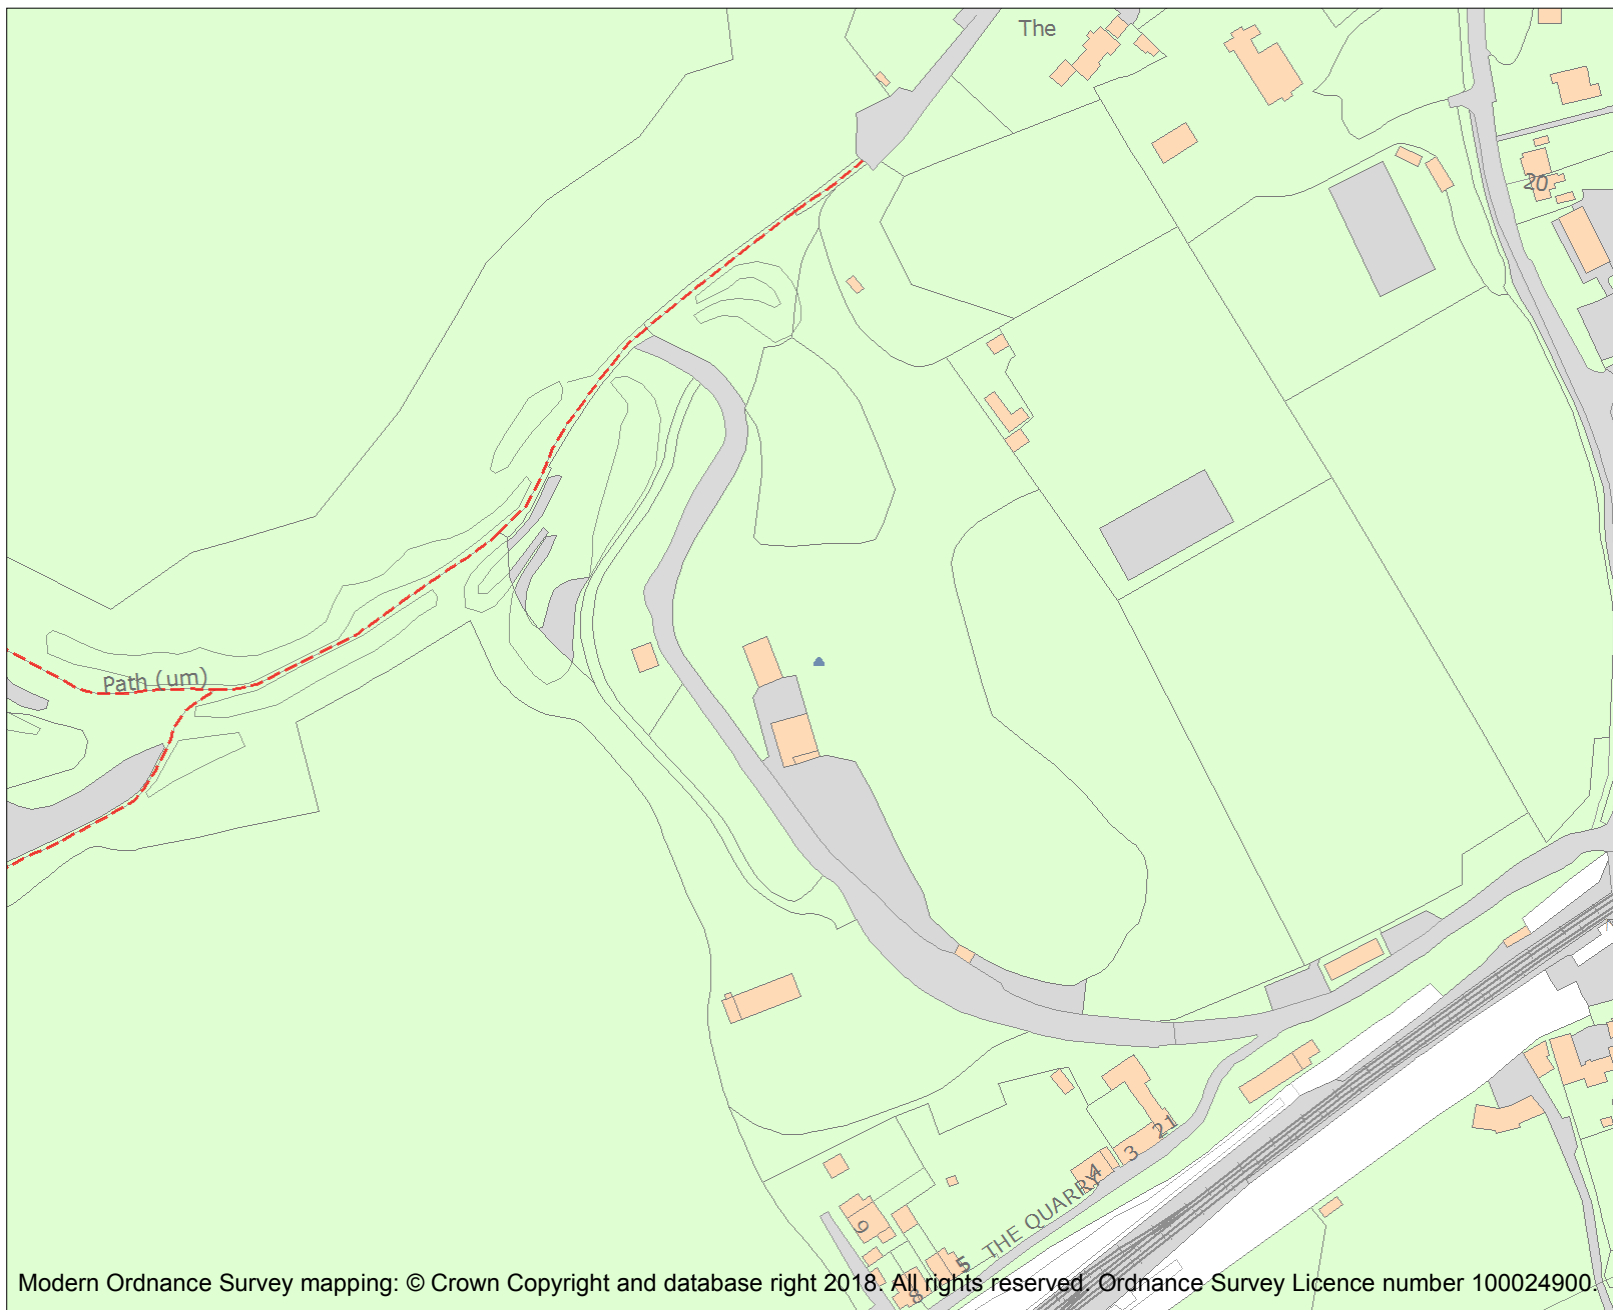 The
20
Path (um)
21
3
4
THE QUARRY
9
5
8
Modern Ordnance Survey mapping: © Crown Copyright and database right 2018. All rights reserved. Ordnance Survey Licence number 100024900.